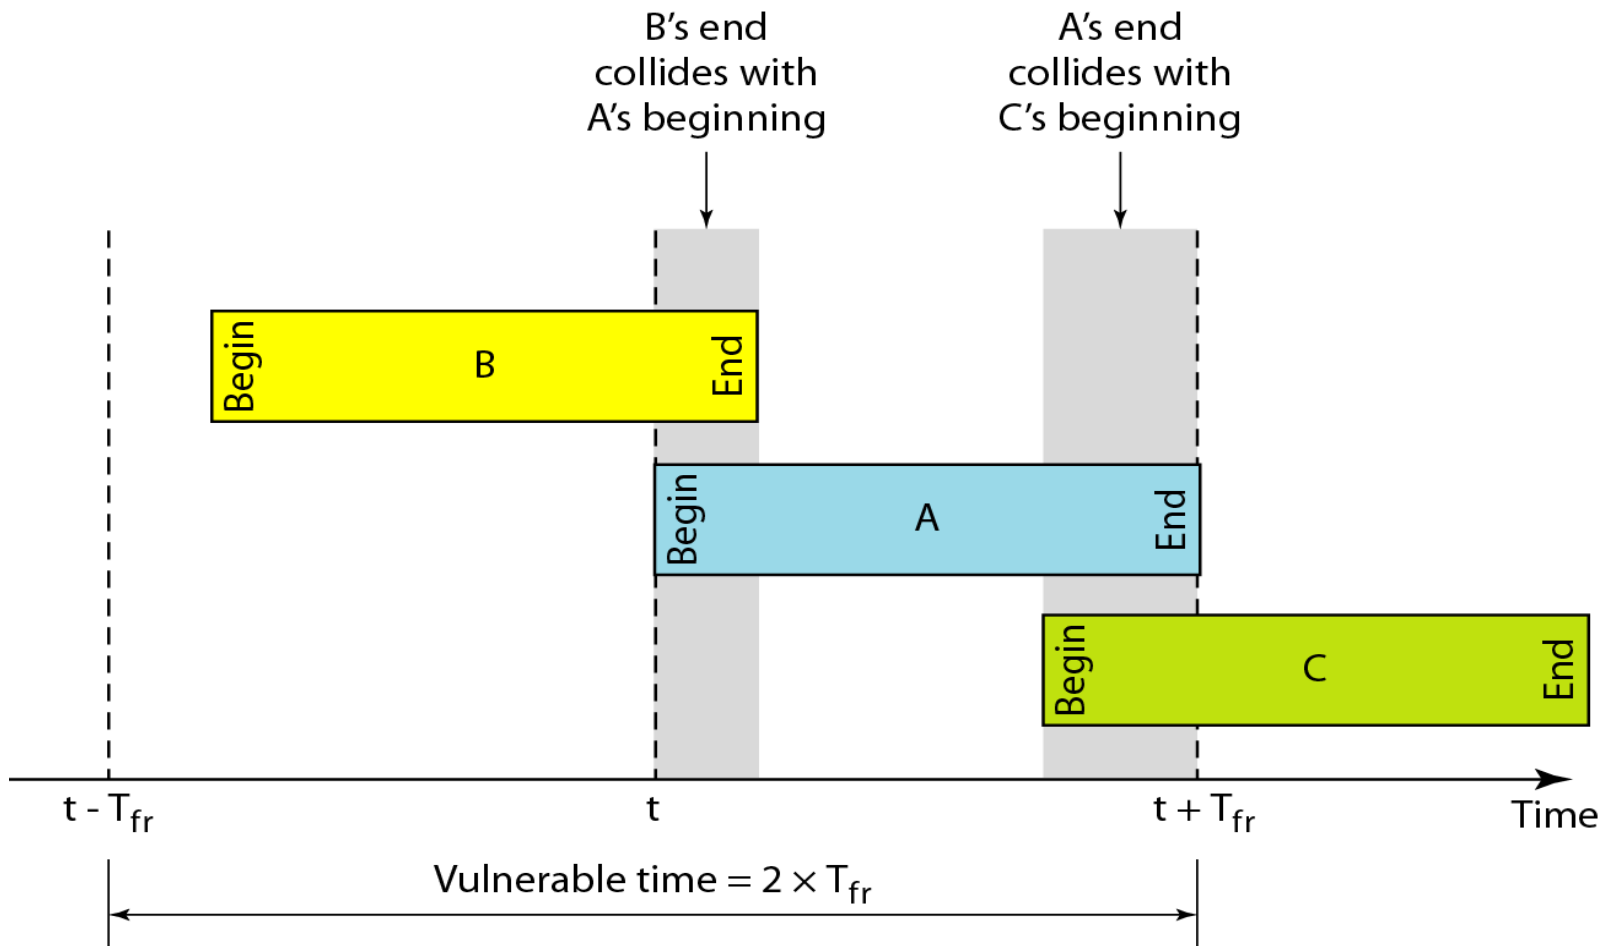 B's end
collides with
A's beginning
A's end
collides with
C's beginning
Begin
B
End
Begin
A
End
Begin
C
End
t - Tfr
t
t + Tfr
Time
Vulnerable time = 2 × Tfr